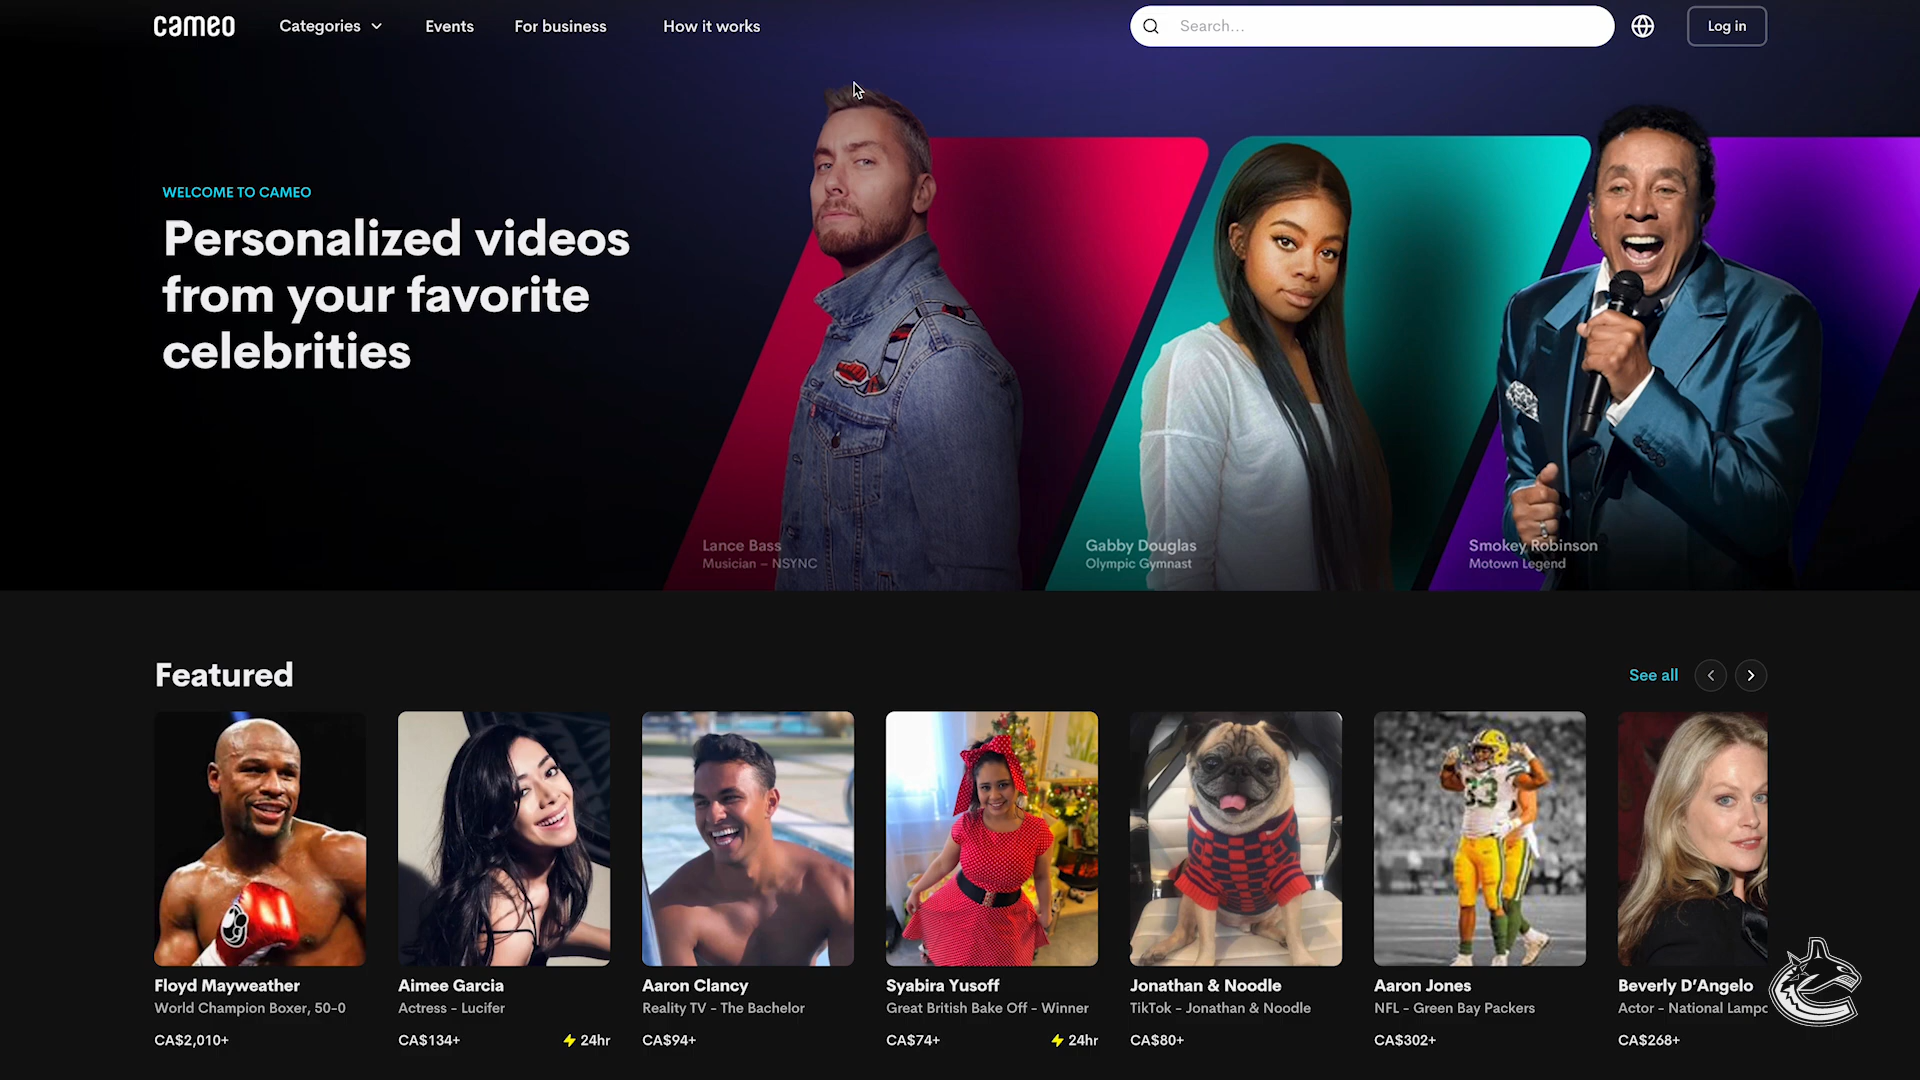 cameo
Categories
Events
For business
How it works
Search...
Log in
WELCOME TO CAMEO
Personalized videos
from your favorite
celebrities
Lance Bass
Musician – NSYNC
Gabby Douglas
Olympic Gymnast
Smokey Robinson
Motown Legend
Featured
See all
Floyd Mayweather
World Champion Boxer, 50-0
CA$2,010+
Aimee Garcia
Actress - Lucifer
CA$134+
24hr
Aaron Clancy
Reality TV - The Bachelor
CA$94+
Syabira Yusoff
Great British Bake Off - Winner
CA$74+
24hr
Jonathan & Noodle
TikTok - Jonathan & Noodle
CA$80+
33
Aaron Jones
NFL - Green Bay Packers
CA$302+
Beverly D'Angelo
Actor - National Lampo
CA$268+